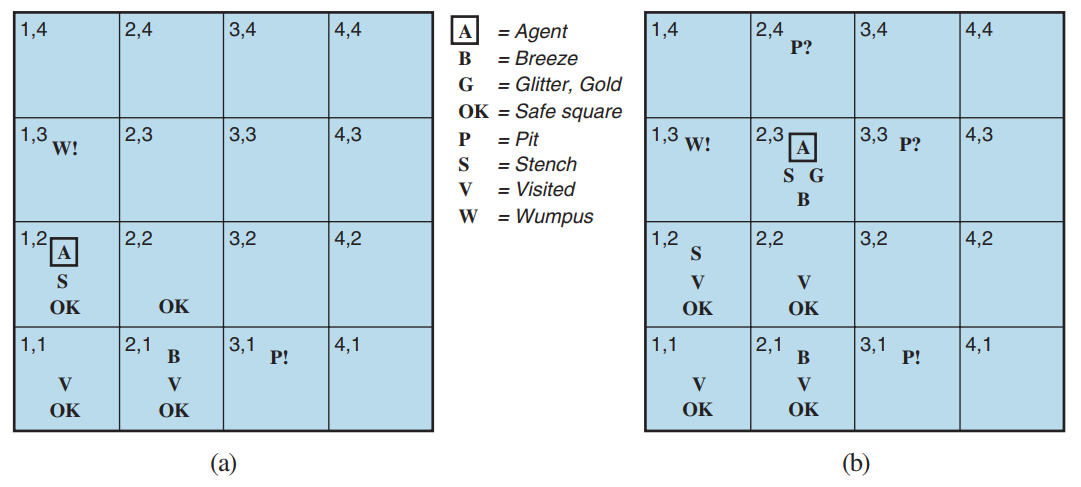 1,4 2,4 3,4 4,4
1,3 W! 2,3 3,3 4,3
1,2 A 2,2 3,2 4,2
S
OK OK
1,1 2,1 B 3,1 P! 4,1
V V
OK OK
(a)
A = Agent
B = Breeze
G = Glitter, Gold
OK = Safe square
P = Pit
S = Stench
V = Visited
W = Wumpus
1,4 2,4 P? 3,4 4,4
1,3 W! 2,3 A 3,3 P? 4,3
S G
B
1,2 S 2,2 3,2 4,2
V V
OK OK
1,1 2,1 B 3,1 P! 4,1
V V
OK OK
(b)